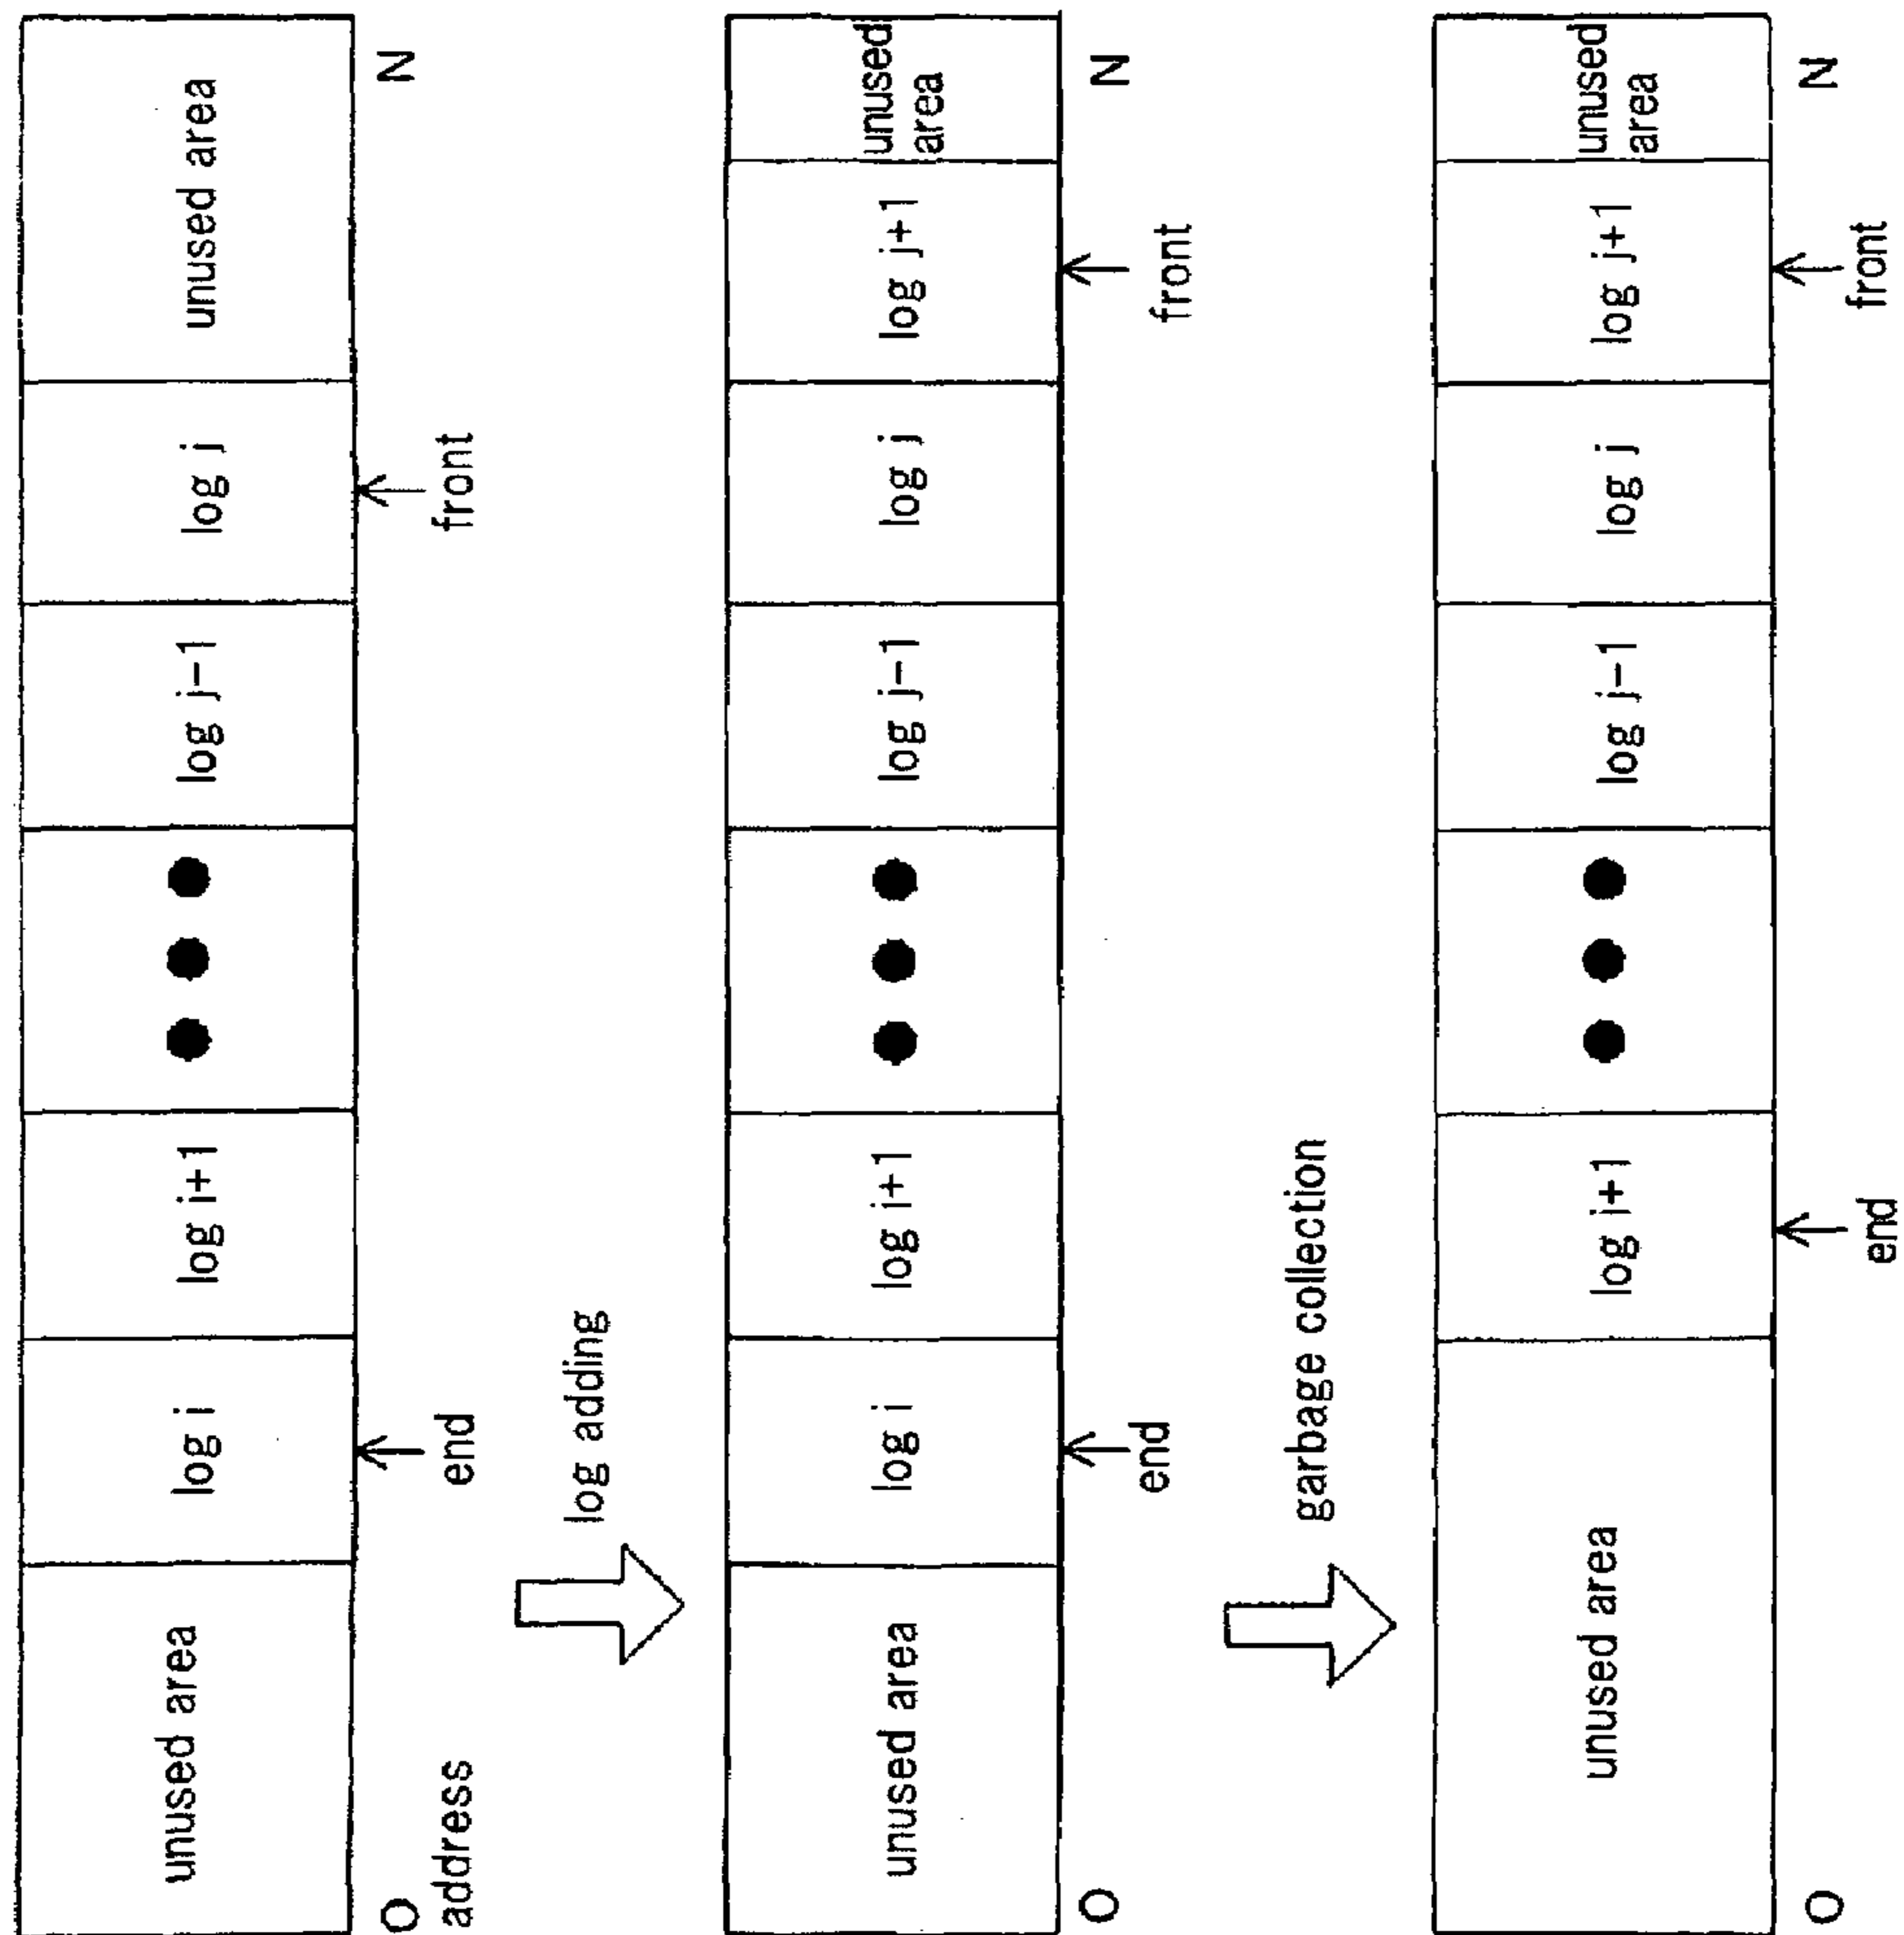 unused area
log i
log i+1
log j-1
log j
unused area
O
address
end
front
N
log adding
unused area
log i
log i+1
log j-1
log j
log j+1
unused
area
O
end
front
N
garbage collection
unused area
log i+1
log j-1
log j
log j+1
unused
area
O
end
front
N